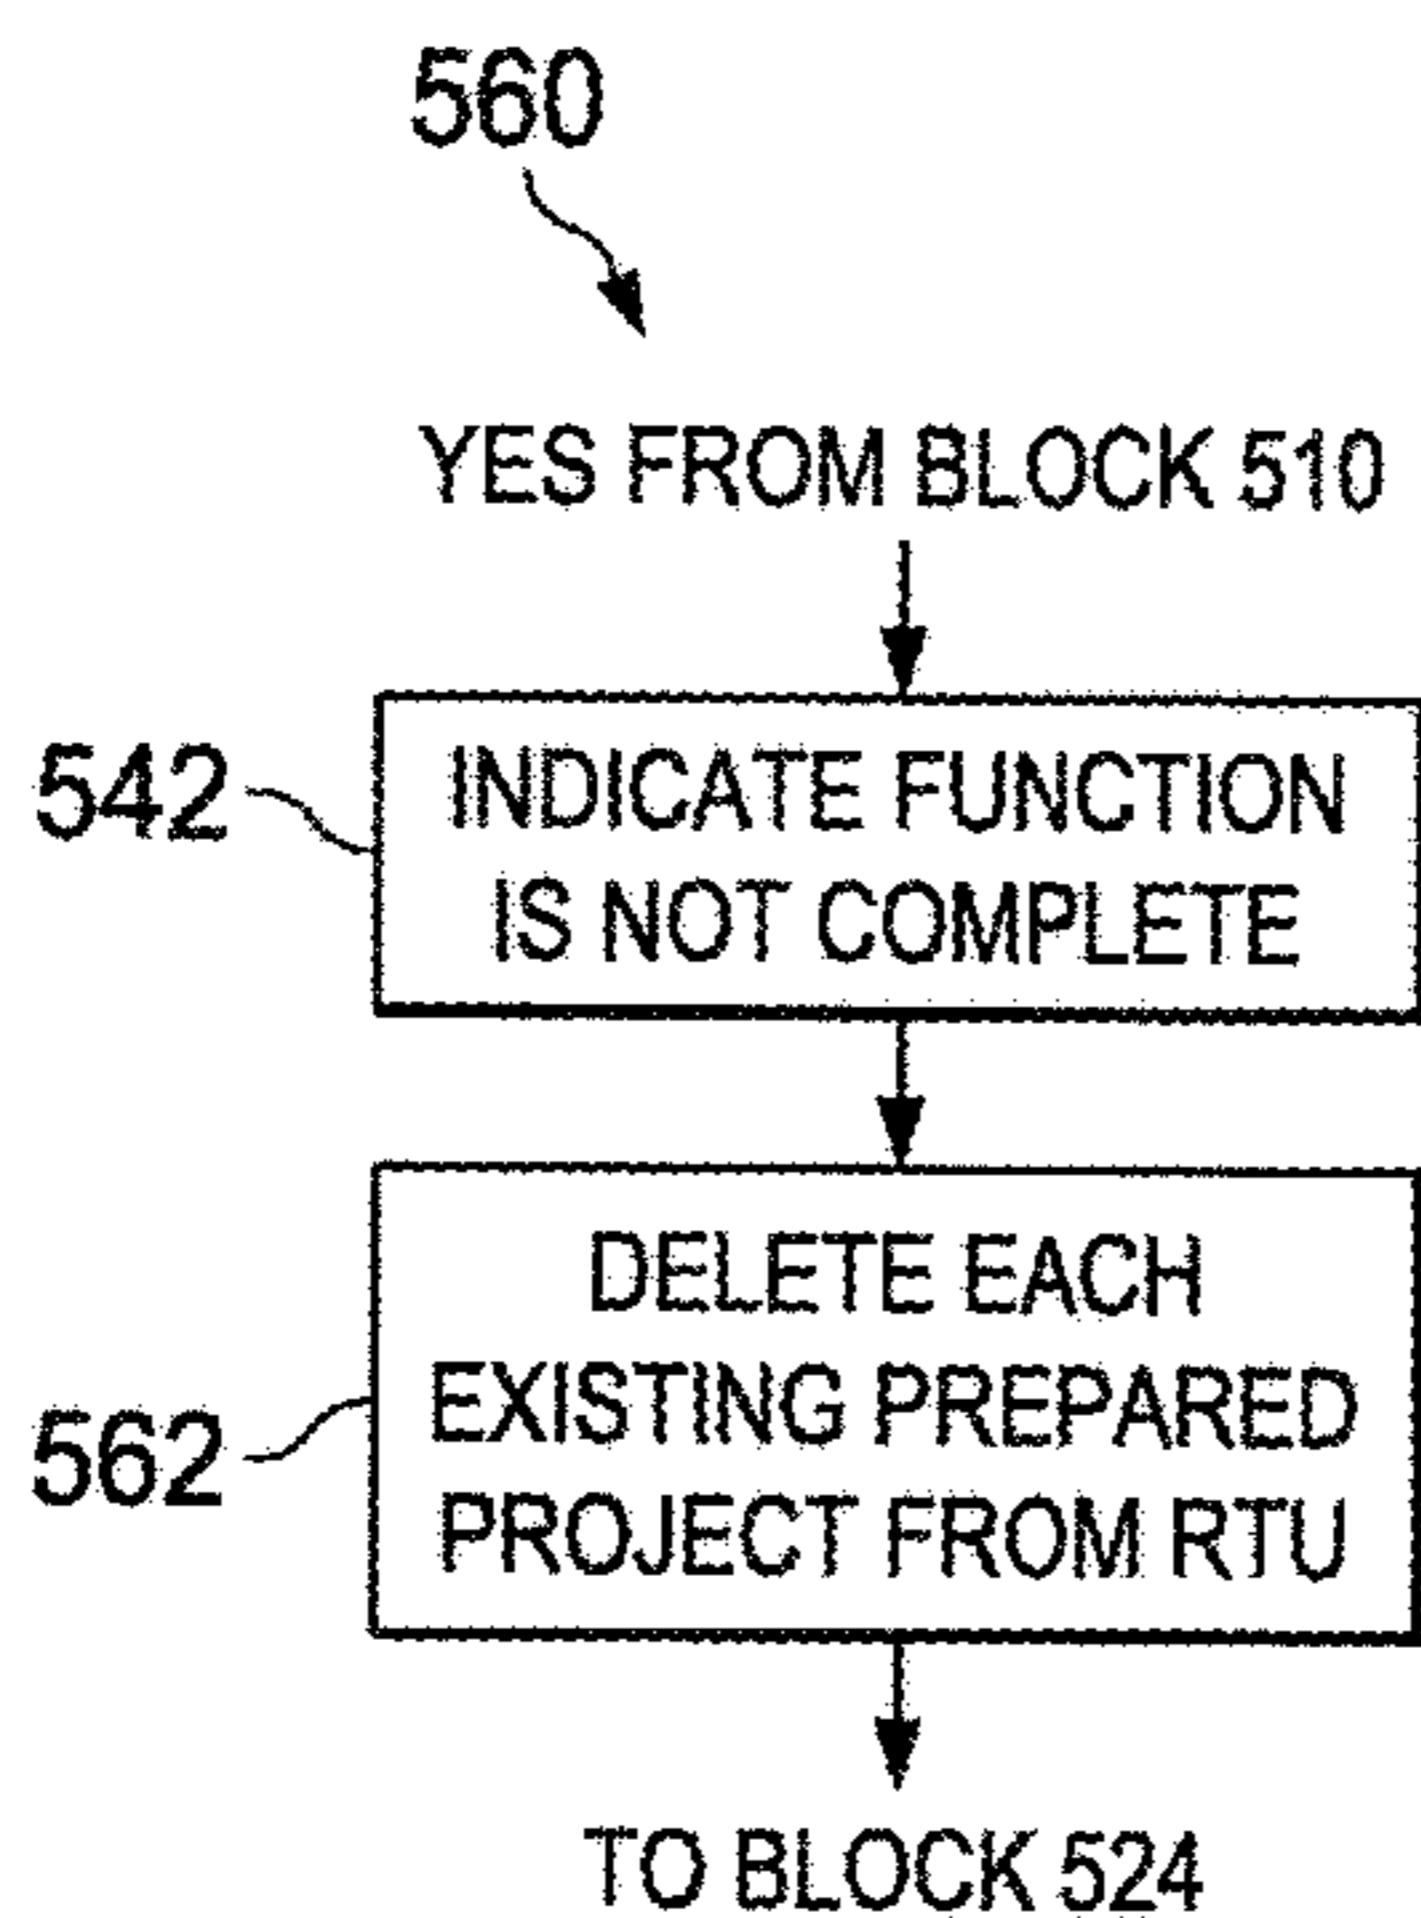 560
YES FROM BLOCK 510
542
INDICATE FUNCTION
IS NOT COMPLETE
562
DELETE EACH
EXISTING PREPARED
PROJECT FROM RTU
TO BLOCK 524